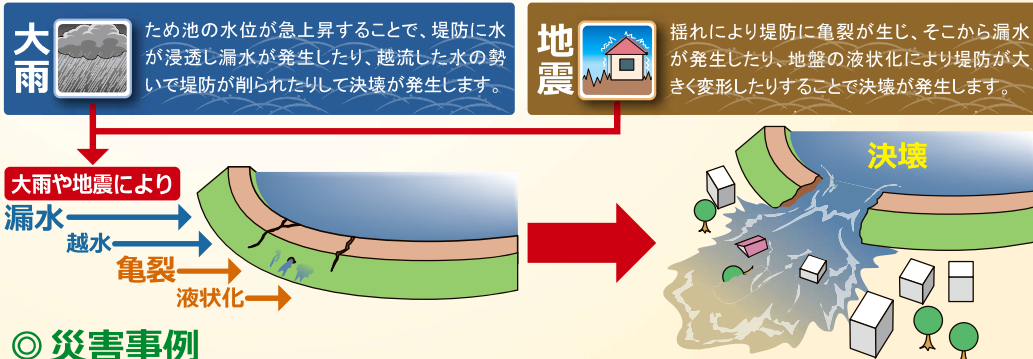 大雨
ため池の水位が急上昇することで、堤防に水
が浸透し漏水が発生したり、越流した水の勢
いで堤防が削られたりして決壊が発生します。
地震
揺れにより堤防に亀裂が生じ、そこから漏水
が発生したり、地盤の液状化により堤防が大
きく変形したりすることで決壊が発生します。
大雨や地震により
漏水
越水
亀裂
液状化
決壊
◎災害事例